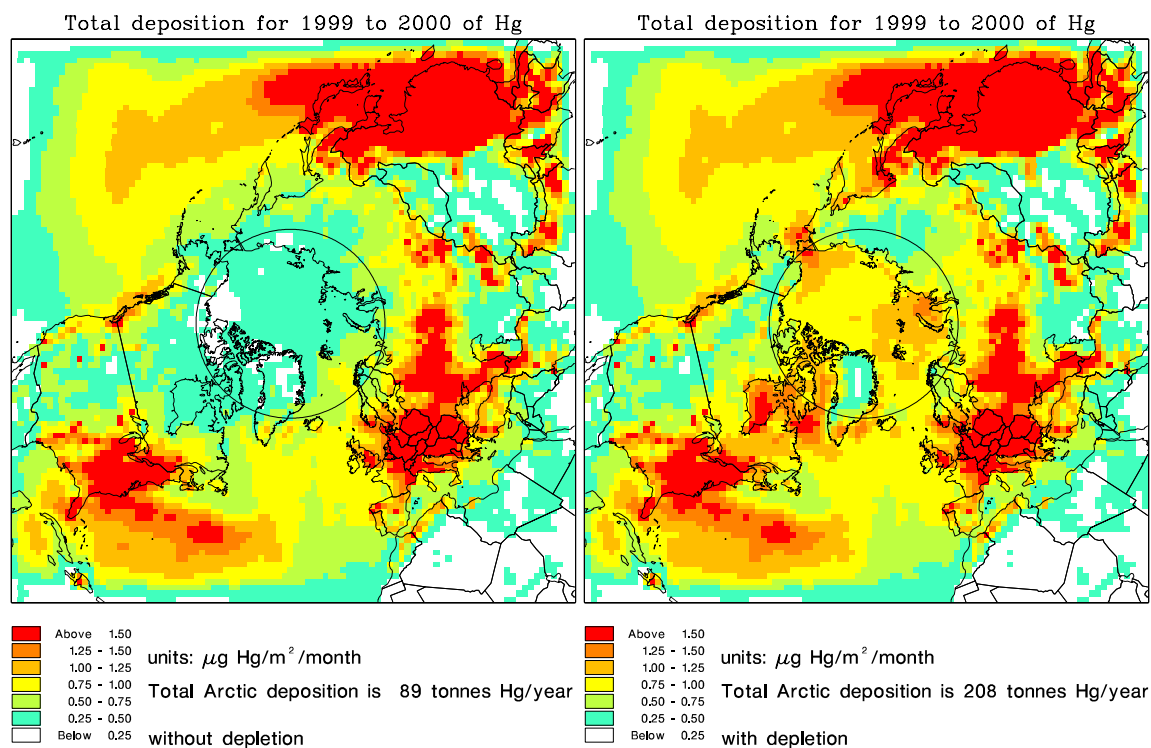 Total deposition for 1999 to 2000 of Hg
Above 1.50
1.25 - 1.50
1.00 - 1.25
0.75 - 1.00
0.50 - 0.75
0.25 - 0.50
Below 0.25
units: μg Hg/m²/month
Total Arctic deposition is 89 tonnes Hg/year
without depletion
Total deposition for 1999 to 2000 of Hg
Above 1.50
1.25 - 1.50
1.00 - 1.25
0.75 - 1.00
0.50 - 0.75
0.25 - 0.50
Below 0.25
units: μg Hg/m²/month
Total Arctic deposition is 208 tonnes Hg/year
with depletion